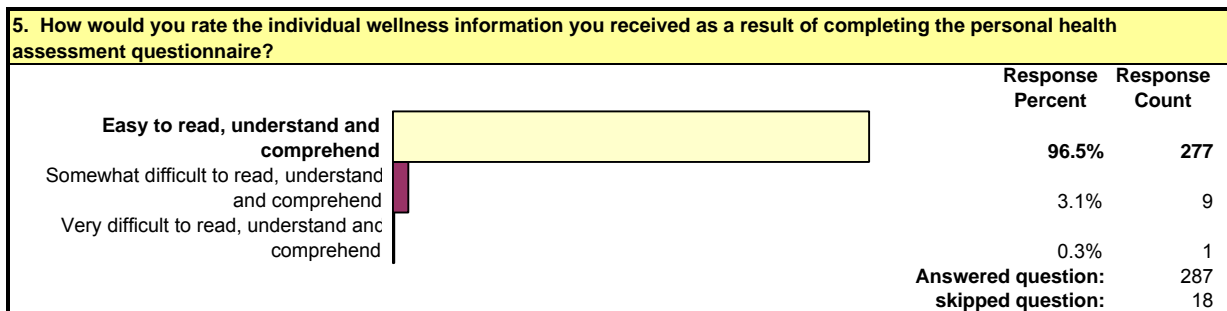 5. How would you rate the individual wellness information you received as a result of completing the personal health
assessment questionnaire?
Response Response
Percent Count
Easy to read, understand and
comprehend 96.5% 277
Somewhat difficult to read, understand
and comprehend 3.1% 9
Very difficult to read, understand and
comprehend 0.3% 1
Answered question: 287
skipped question: 18